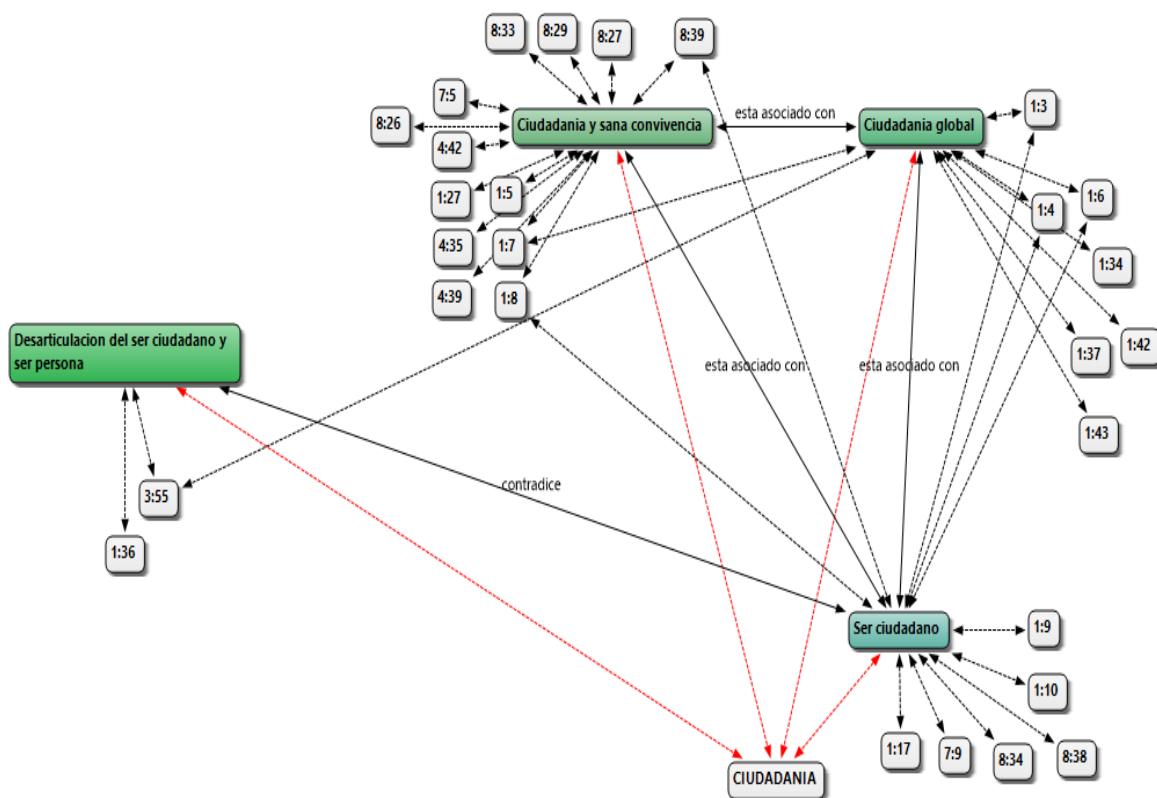 8:33
8:29
8:27
8:39
7:5
8:26
4:42
Ciudadania y sana convivencia
esta asociado con
Ciudadania global
1:3
1:27
1:5
1:4
1:6
4:35
1:7
1:34
4:39
1:8
Desarticulacion del ser ciudadano y
ser persona
1:37
1:42
esta asociado con
esta asociado con
1:43
contradice
3:55
1:36
Ser ciudadano
1:9
1:10
1:17
7:9
8:34
8:38
CIUDADANIA